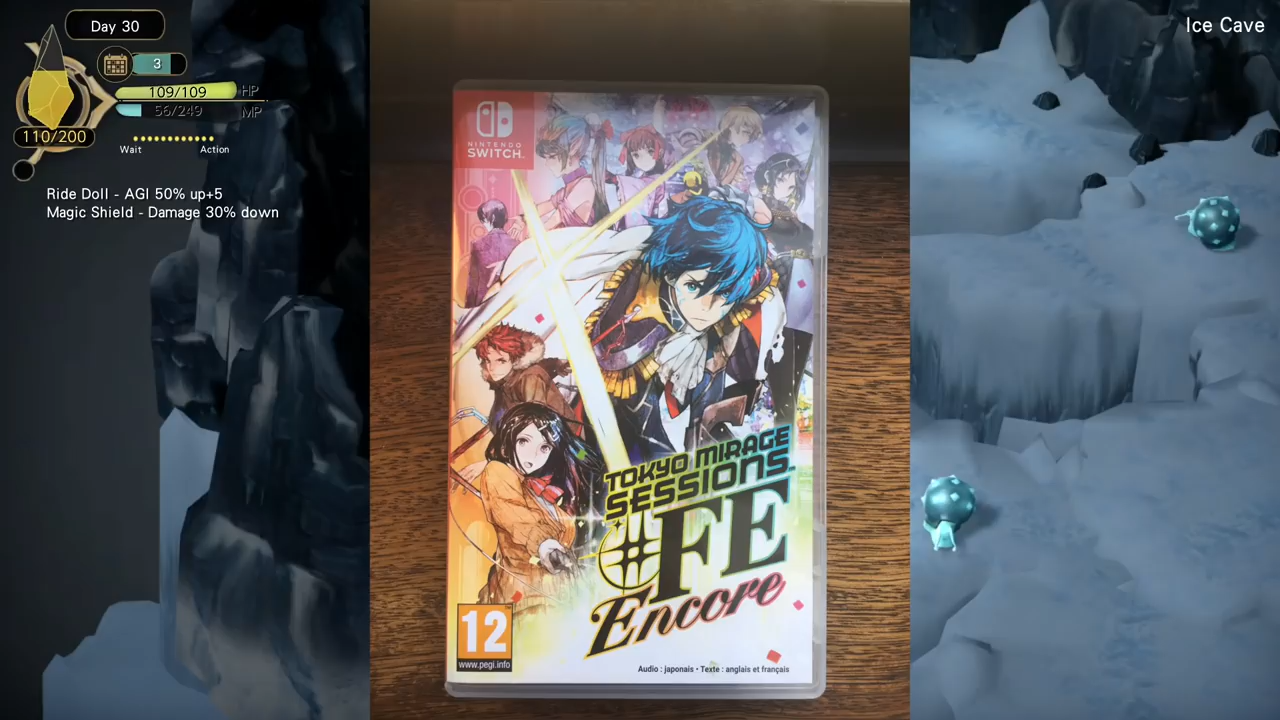 Day 30
3
109/109 HP
56/249 MP
110/200
Wait Action
Ride Doll - AGI 50% up+5
Magic Shield - Damage 30% down
Ice Cave
NINTENDO
SWITCH
TOKYO MIRAGE
SESSIONS
FE
Encore
12
www.pegi.info
Audio : japonais • Texte : anglais et français